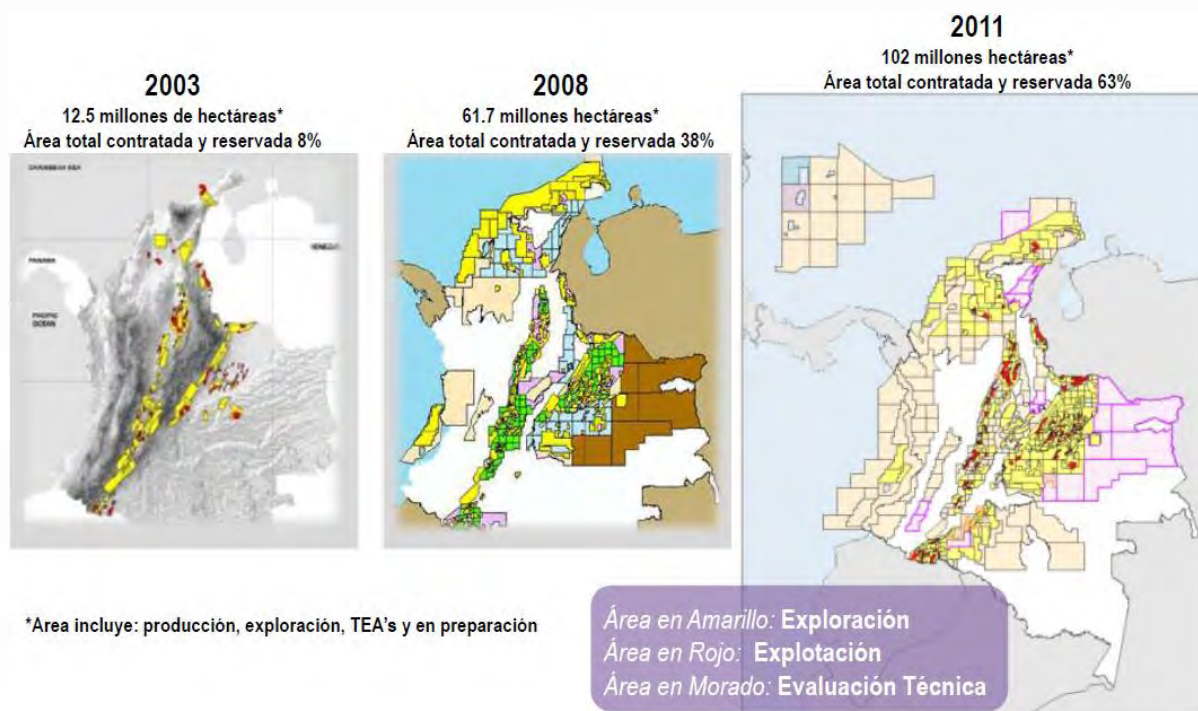 2003
12.5 millones de hectáreas*
Área total contratada y reservada 8%
CARIBBEAN SEA
VENEZUELA
PANAMA
PACIFIC
OCEAN
2008
61.7 millones hectáreas*
Área total contratada y reservada 38%
2011
102 millones hectáreas*
Área total contratada y reservada 63%
*Area incluye: producción, exploración, TEA's y en preparación
Área en Amarillo: Exploración
Área en Rojo: Explotación
Área en Morado: Evaluación Técnica